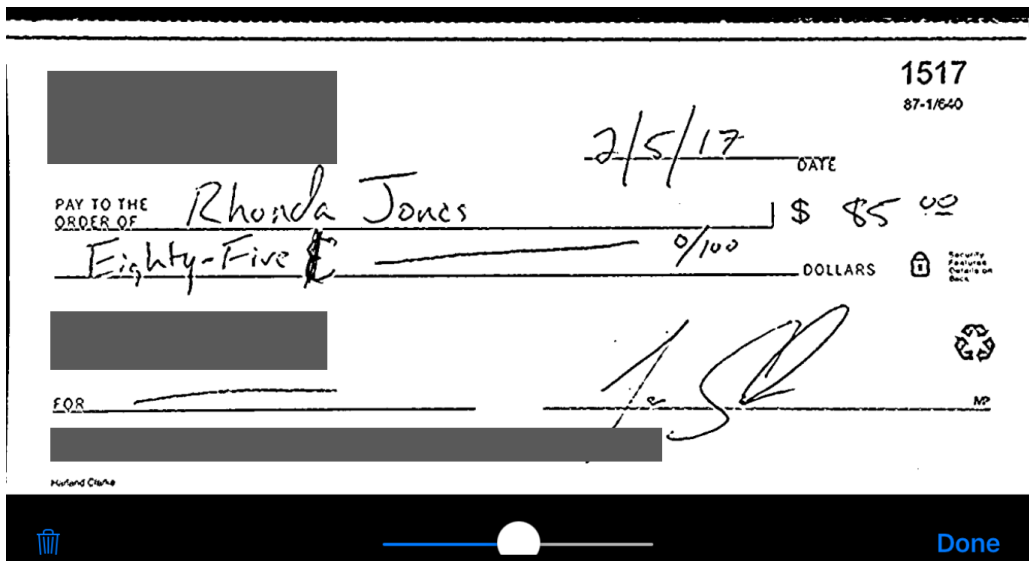 1517
87-1/640
2/5/17
DATE
PAY TO THE
ORDER OF Rhonda Jones $ 85 00
Eighty-Five 0/100 DOLLARS
Security
Features
Details on
Back
FOR
MP
Harland Clarke
Done